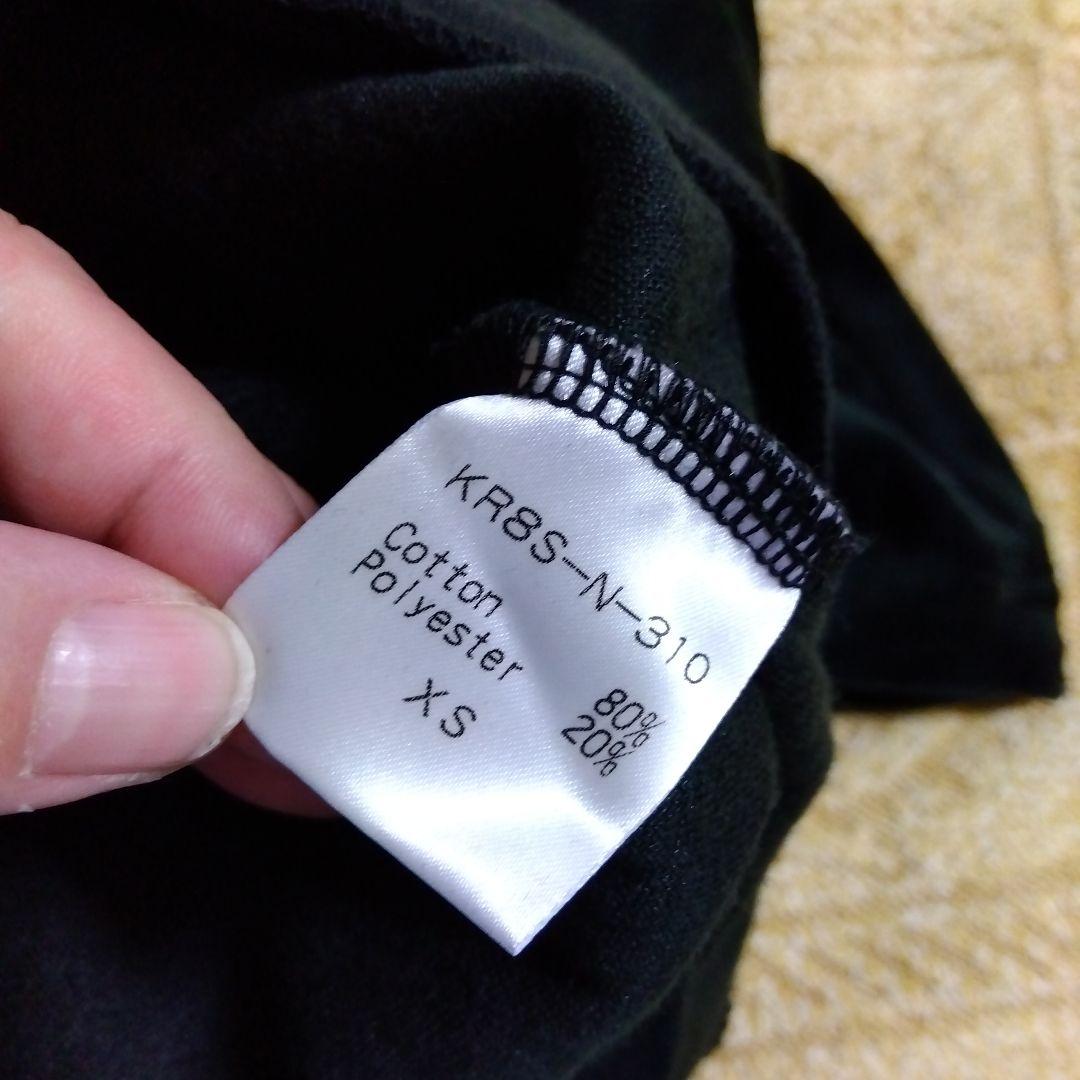 KR8S-N-310
Cotton 80%
Polyester 20%
XS